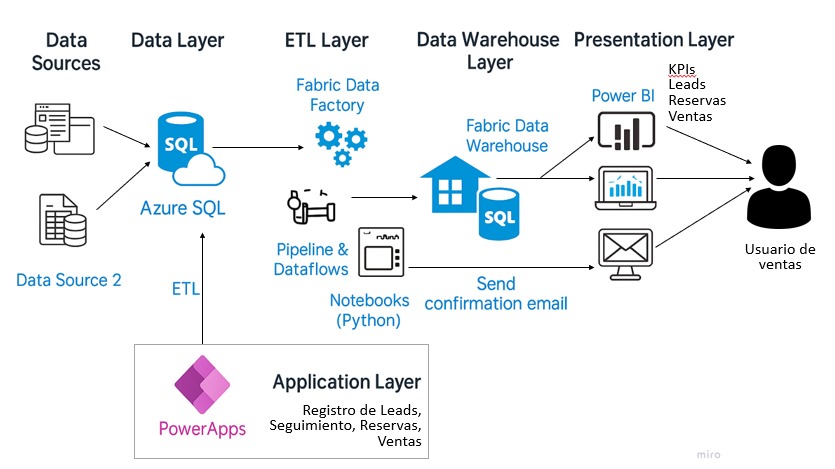 Data
Sources
Data Layer
ETL Layer
Data Warehouse
Layer
Presentation Layer
KPIs
Leads
Reservas
Ventas
Fabric Data
Factory
Power BI
SQL
Fabric Data
Warehouse
SQL
Azure SQL
Pipeline &
Dataflows
Usuario de
ventas
Data Source 2
ETL
Notebooks
(Python)
Send
confirmation email
PowerApps
Application Layer
Registro de Leads,
Seguimiento, Reservas,
Ventas
miro